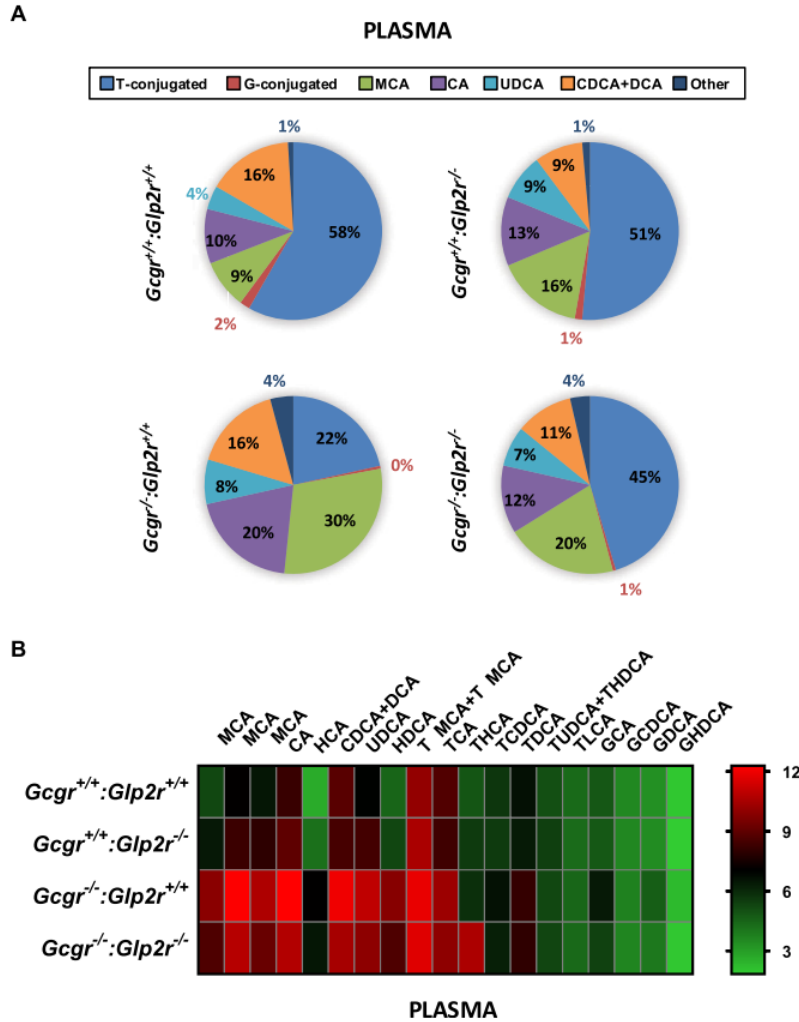 A
PLASMA
T-conjugated G-conjugated MCA CA UDCA CDCA+DCA Other
Gcgr+/+:Glp2r+/+
1%
16%
4%
58%
10%
9%
2%
Gcgr+/+:Glp2r-/-
1%
9%
9%
13%
51%
16%
1%
Gcgr-/-:Glp2r+/+
4%
16%
22%
0%
8%
20%
30%
Gcgr-/-:Glp2r-/-
4%
11%
7%
45%
12%
20%
1%
B
MCA
MCA
MCA
CA
HCA
CDCA+DCA
UDCA
HDCA
T MCA+T MCA
TCA
THCA
TCDCA
TDCA
TUDCA+THDCA
TLCA
GCA
GCDCA
GDCA
GHDCA
Gcgr+/+:Glp2r+/+
Gcgr+/+:Glp2r-/-
Gcgr-/-:Glp2r+/+
Gcgr-/-:Glp2r-/-
12
9
6
3
PLASMA